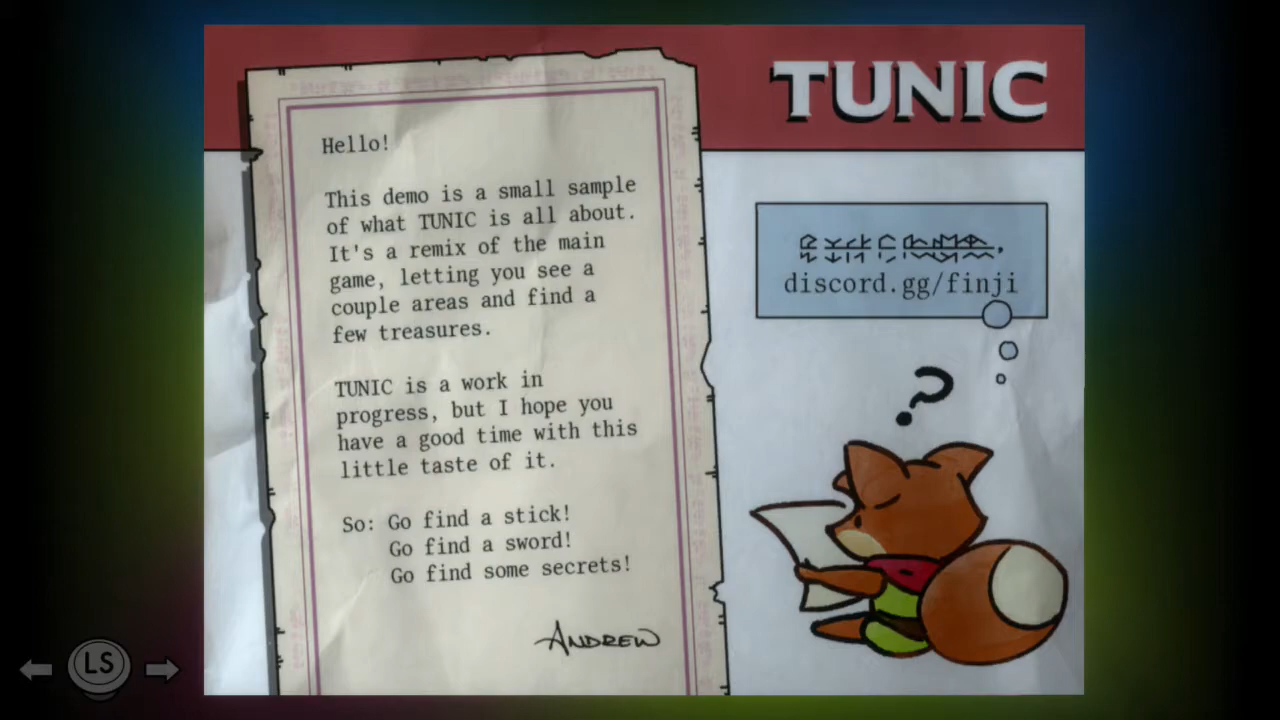 TUNIC
Hello!
This demo is a small sample
of what TUNIC is all about.
It's a remix of the main
game, letting you see a
couple areas and find a
few treasures.
TUNIC is a work in
progress, but I hope you
have a good time with this
little taste of it.
So: Go find a stick!
Go find a sword!
Go find some secrets!
ANDREW
discord.gg/finji
?
LS